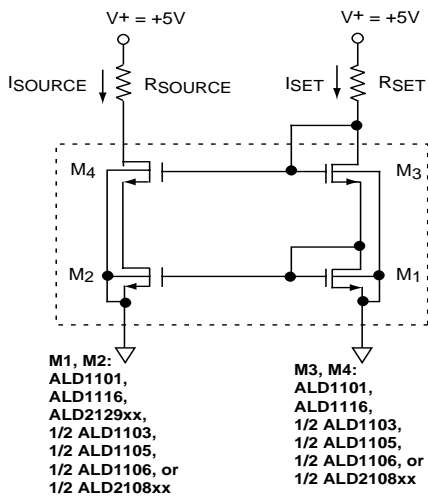 V+ = +5V
V+ = +5V
ISOURCE
RSOURCE
ISET
RSET
M4
M3
M2
M1
M1, M2:
ALD1101,
ALD1116,
ALD2129xx,
1/2 ALD1103,
1/2 ALD1105,
1/2 ALD1106, or
1/2 ALD2108xx
M3, M4:
ALD1101,
ALD1116,
1/2 ALD1103,
1/2 ALD1105,
1/2 ALD1106, or
1/2 ALD2108xx